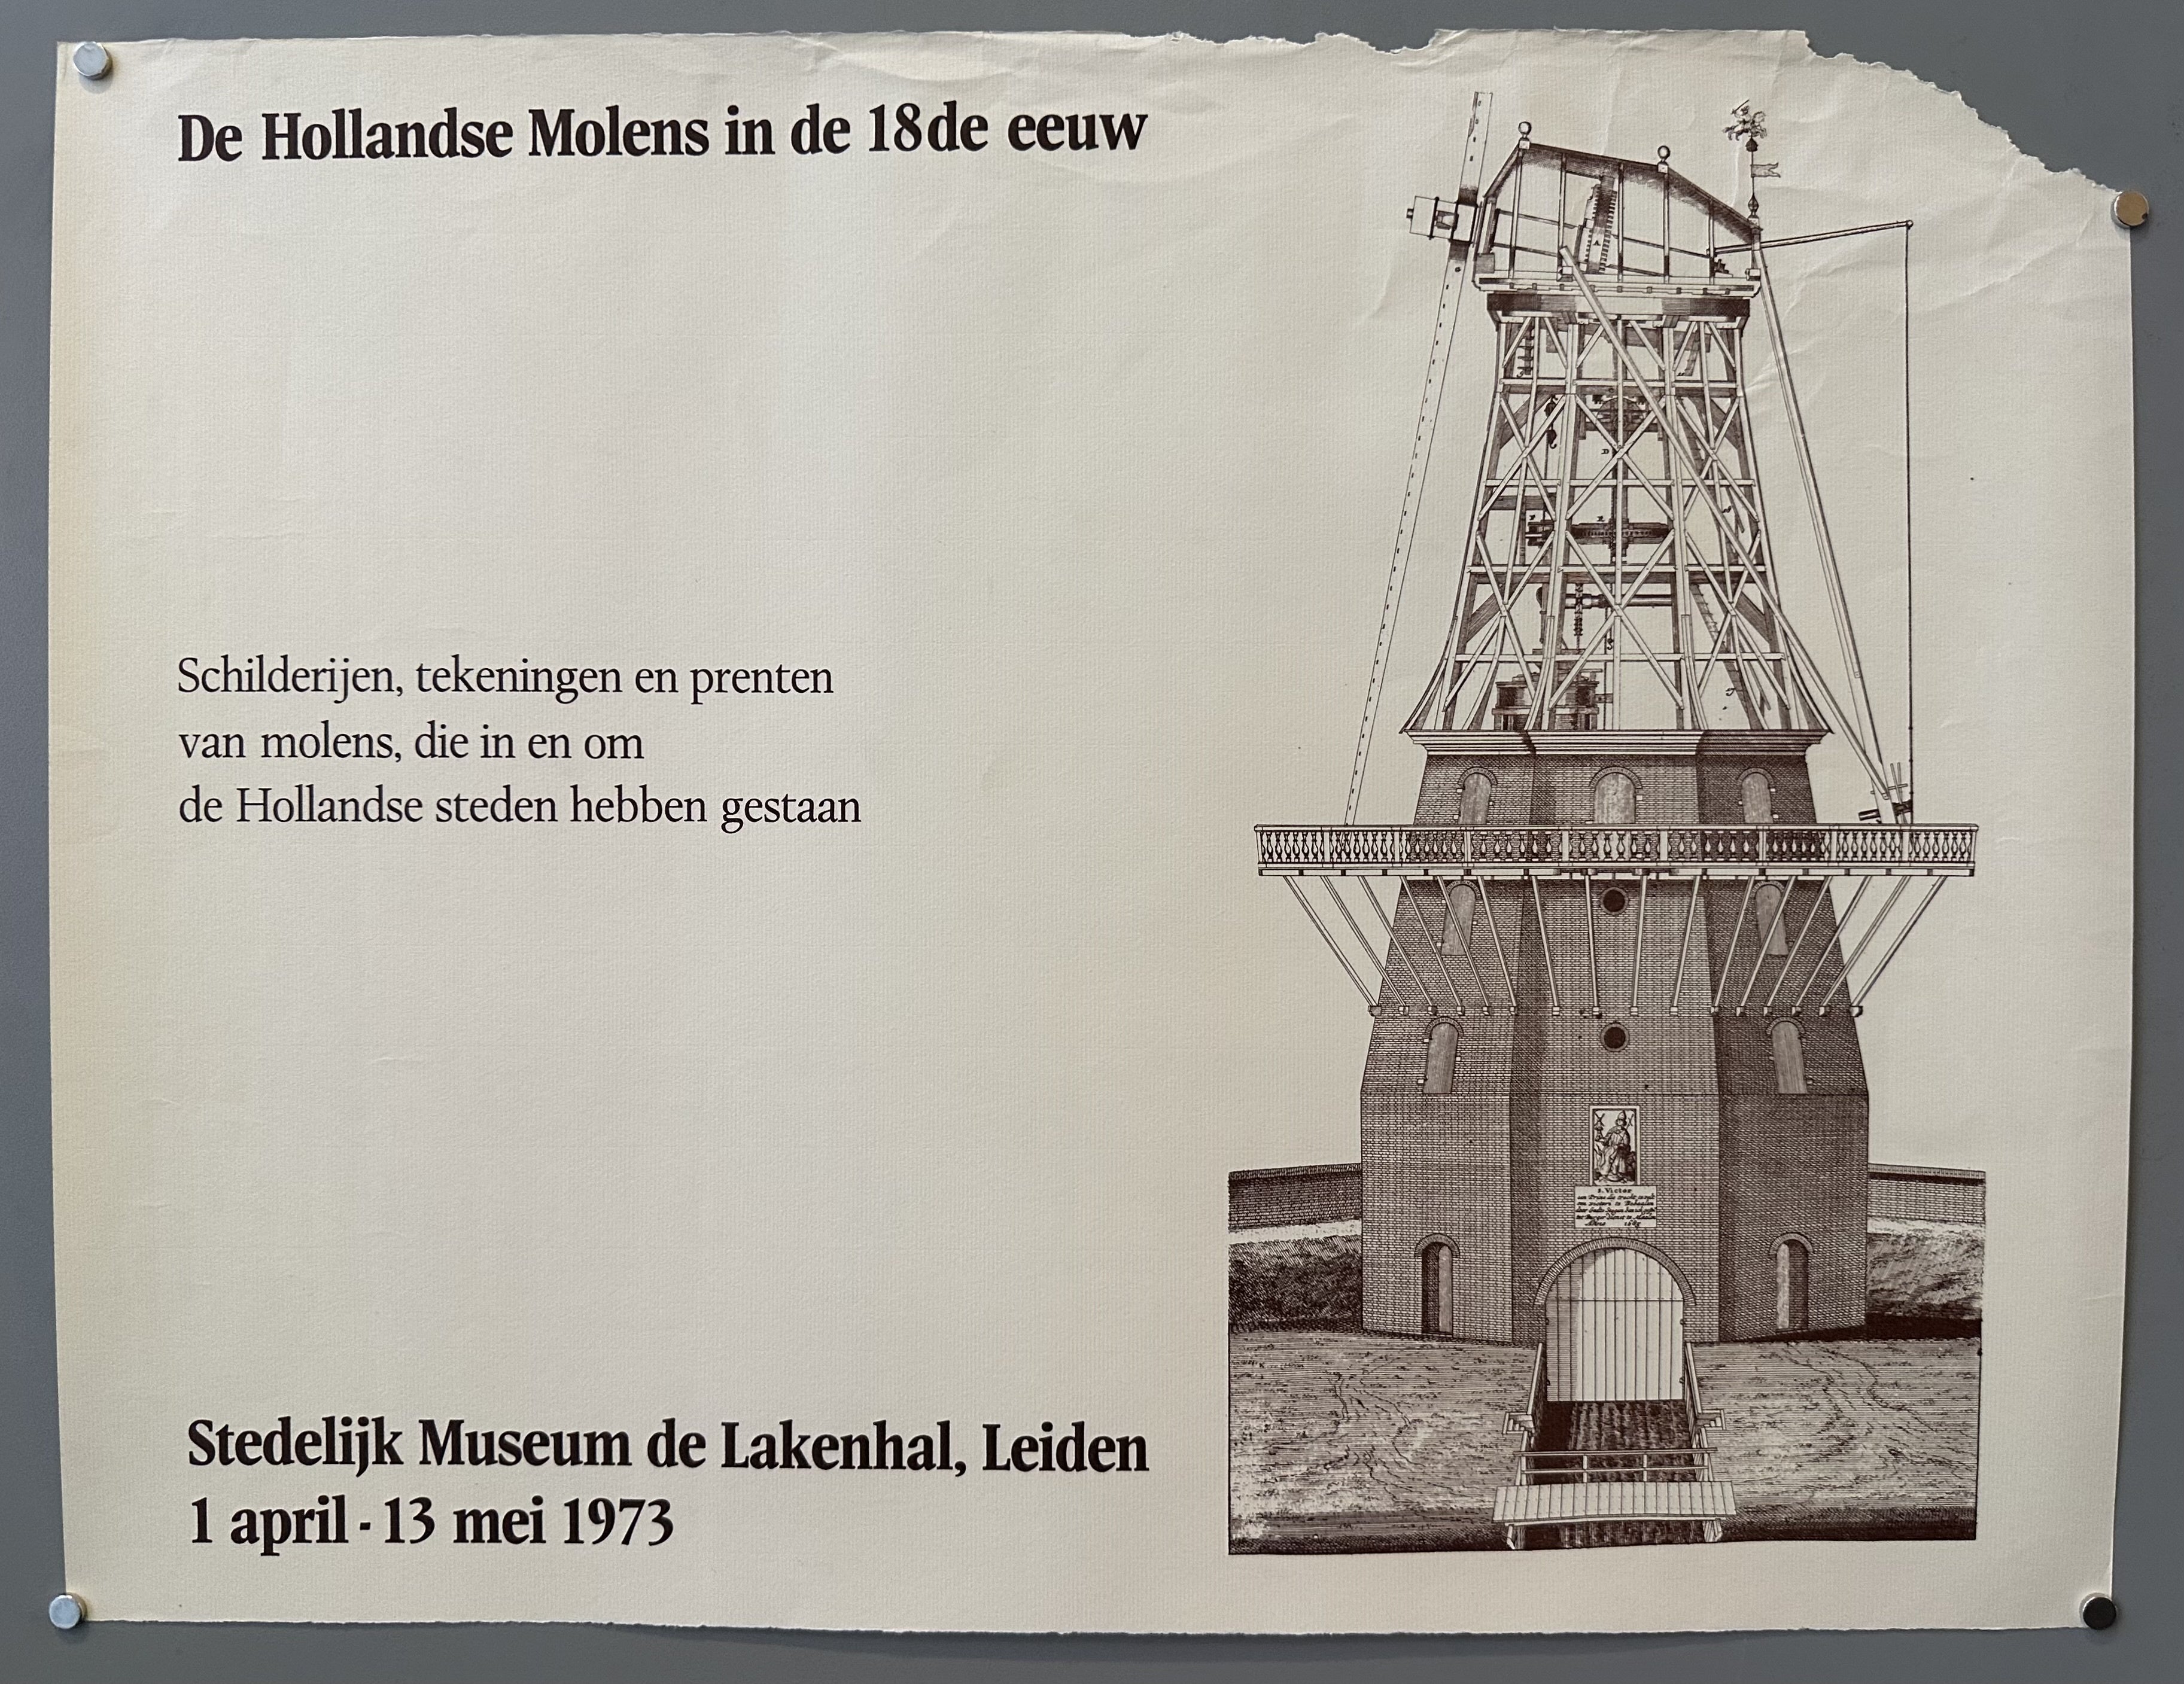 De Hollandse Molens in de 18de eeuw
Schilderijen, tekeningen en prenten
van molens, die in en om
de Hollandse steden hebben gestaan
Stedelijk Museum de Lakenhal, Leiden
1 april - 13 mei 1973
S. Victor